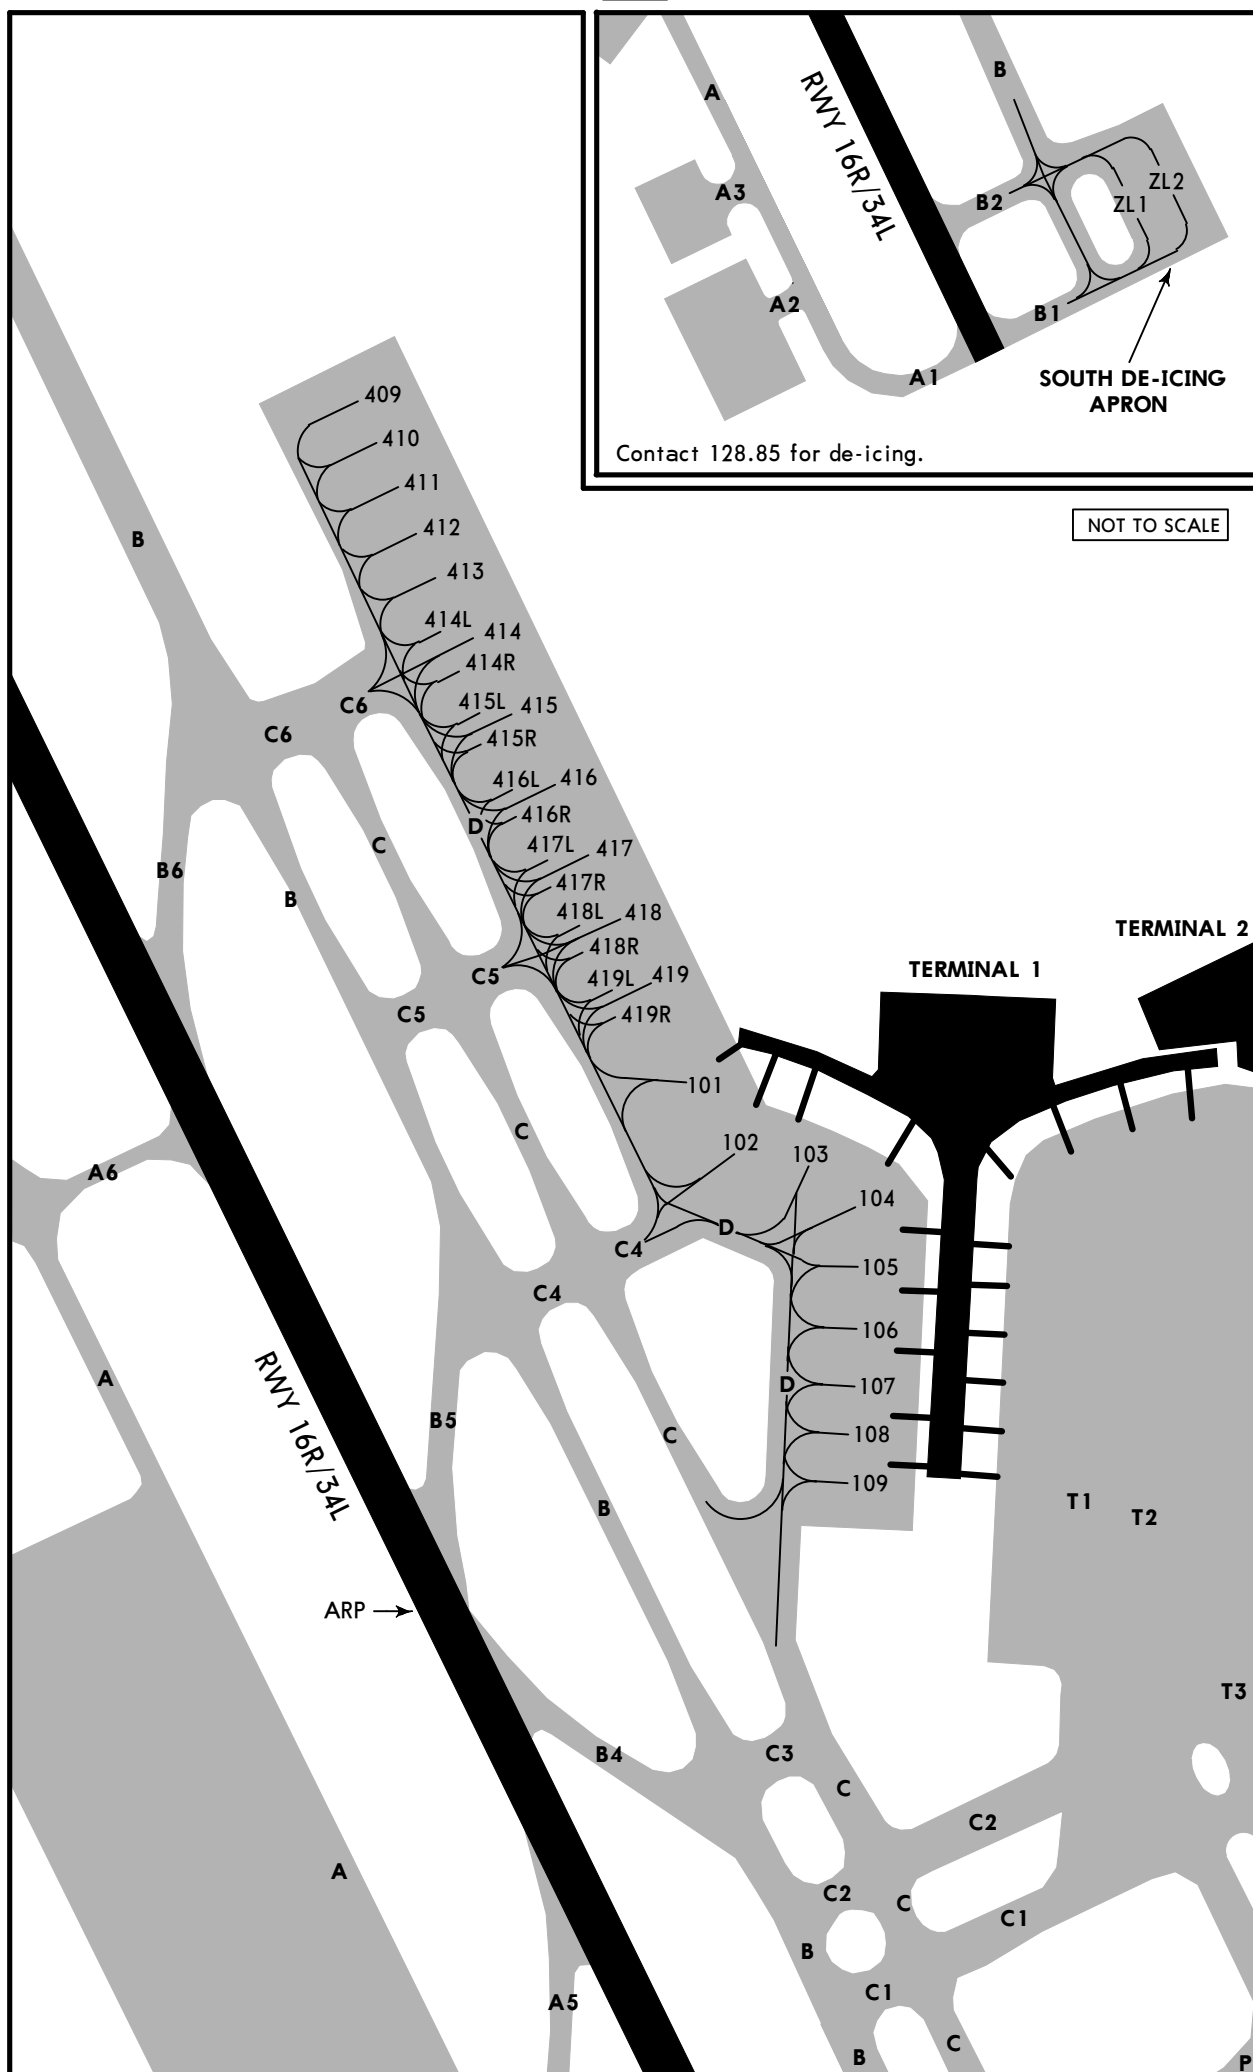 B
A
RWY 16R/34L
A3
B2
ZL2
ZL1
A2
B1
A1
SOUTH DE-ICING
APRON
Contact 128.85 for de-icing.
NOT TO SCALE
409
410
411
412
413
B
414L
414
414R
C6
415L
415
C6
415R
416L
416
416R
D
417L
417
C
B6
417R
B
418L
418
418R
C5
419L
419
419R
C5
TERMINAL 2
TERMINAL 1
101
C
102
103
A6
104
D
C4
105
C4
106
RWY 16R/34L
A
107
D
B5
C
108
109
B
T1
T2
ARP
T3
B4
C3
C
C2
A
C2
C
C1
B
C1
A5
C
B
P